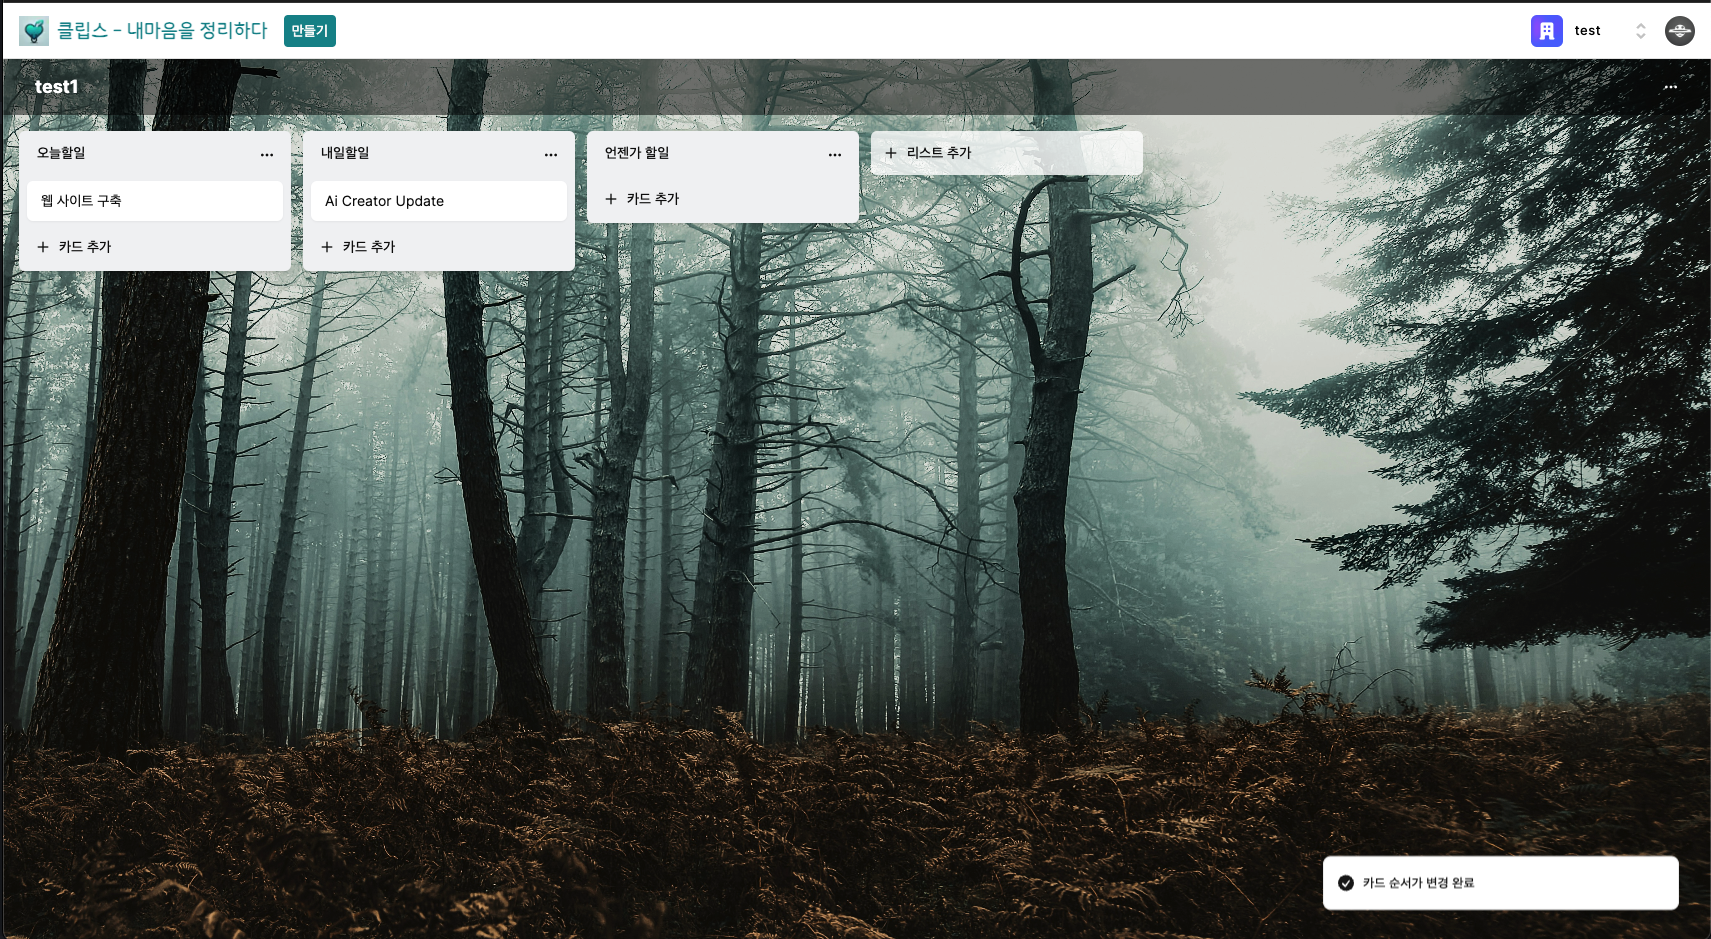 클립스 - 내마음을 정리하다
만들기
test
test1
오늘할일
웹 사이트 구축
+ 카드 추가
내일할일
Ai Creator Update
+ 카드 추가
언젠가 할일
+ 카드 추가
+ 리스트 추가
카드 순서가 변경 완료